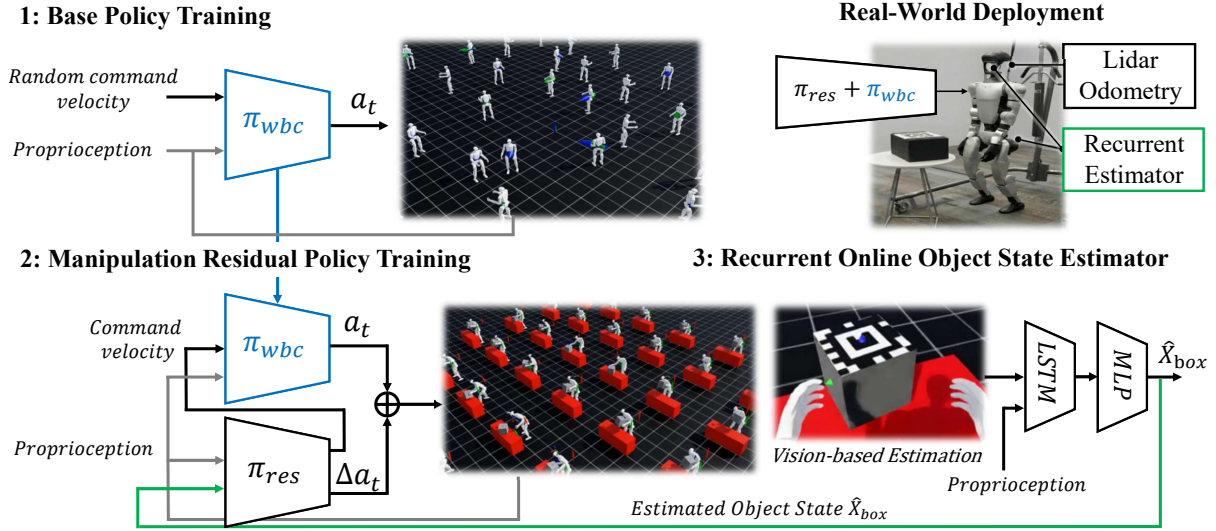 1: Base Policy Training
Random command
velocity
Proprioception
π_wbc
a_t
Real-World Deployment
π_res + π_wbc
Lidar
Odometry
Recurrent
Estimator
2: Manipulation Residual Policy Training
Command
velocity
π_wbc
a_t
Proprioception
π_res
Δa_t
3: Recurrent Online Object State Estimator
LSTM
MLP
X̂_box
Vision-based Estimation
Proprioception
Estimated Object State X̂_box